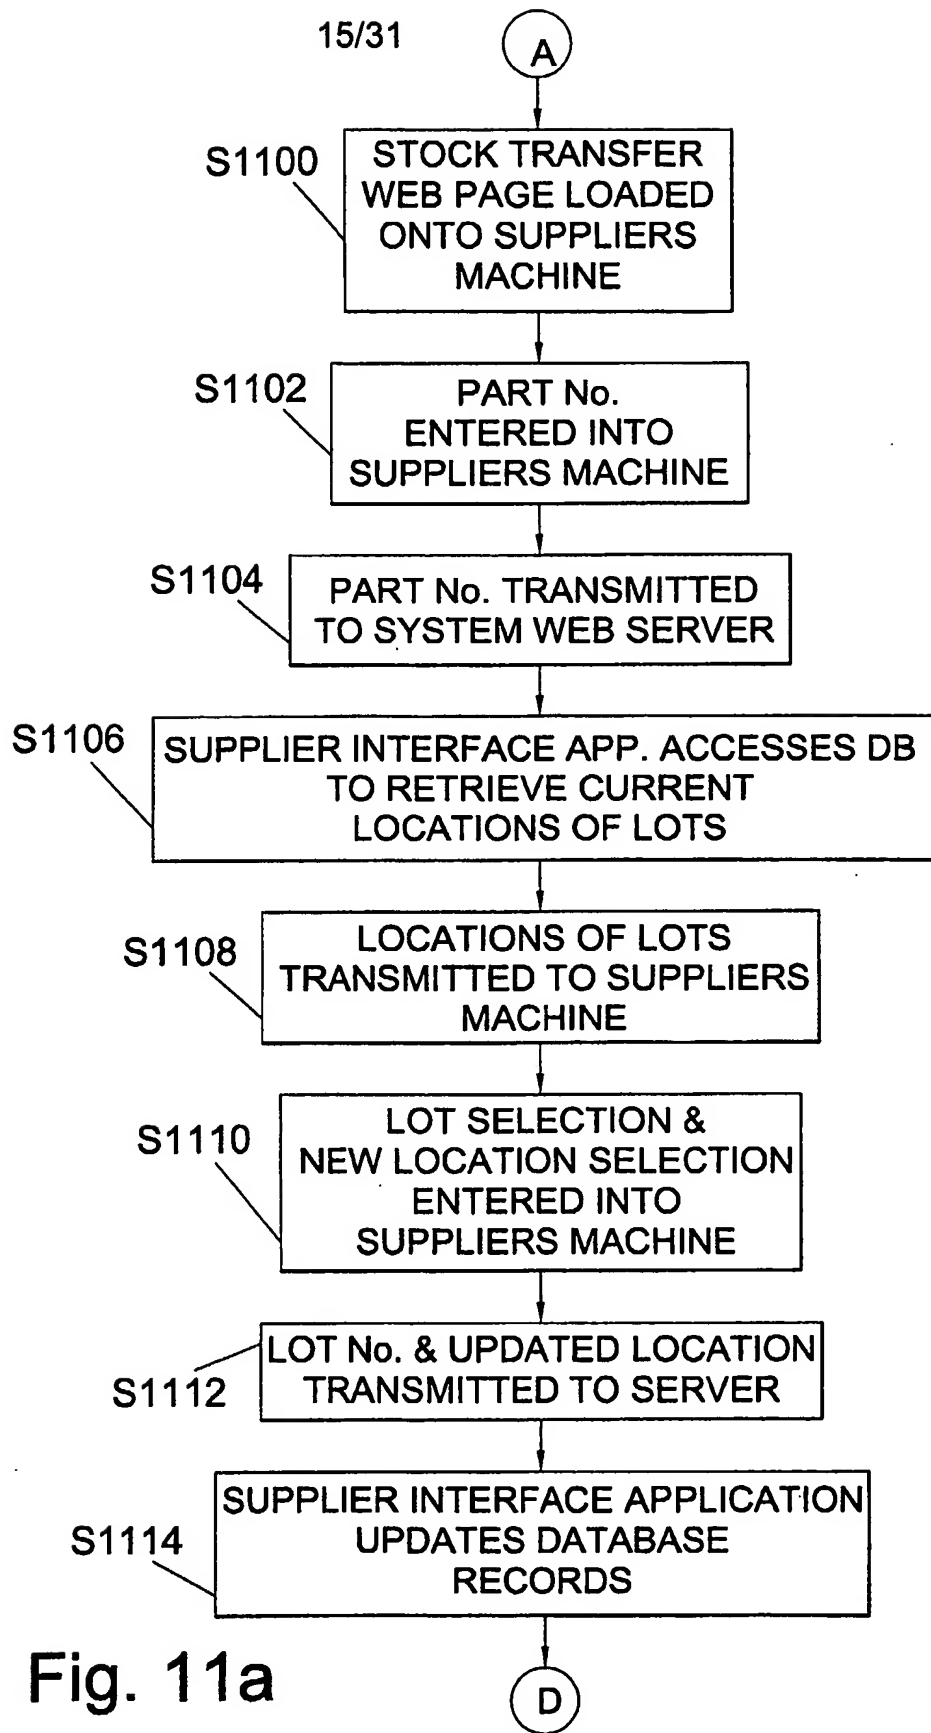 15/31
A
S1100
STOCK TRANSFER
WEB PAGE LOADED
ONTO SUPPLIERS
MACHINE
S1102
PART No.
ENTERED INTO
SUPPLIERS MACHINE
S1104
PART No. TRANSMITTED
TO SYSTEM WEB SERVER
S1106
SUPPLIER INTERFACE APP. ACCESSES DB
TO RETRIEVE CURRENT
LOCATIONS OF LOTS
S1108
LOCATIONS OF LOTS
TRANSMITTED TO SUPPLIERS
MACHINE
S1110
LOT SELECTION &
NEW LOCATION SELECTION
ENTERED INTO
SUPPLIERS MACHINE
S1112
LOT No. & UPDATED LOCATION
TRANSMITTED TO SERVER
S1114
SUPPLIER INTERFACE APPLICATION
UPDATES DATABASE
RECORDS
Fig. 11a
D